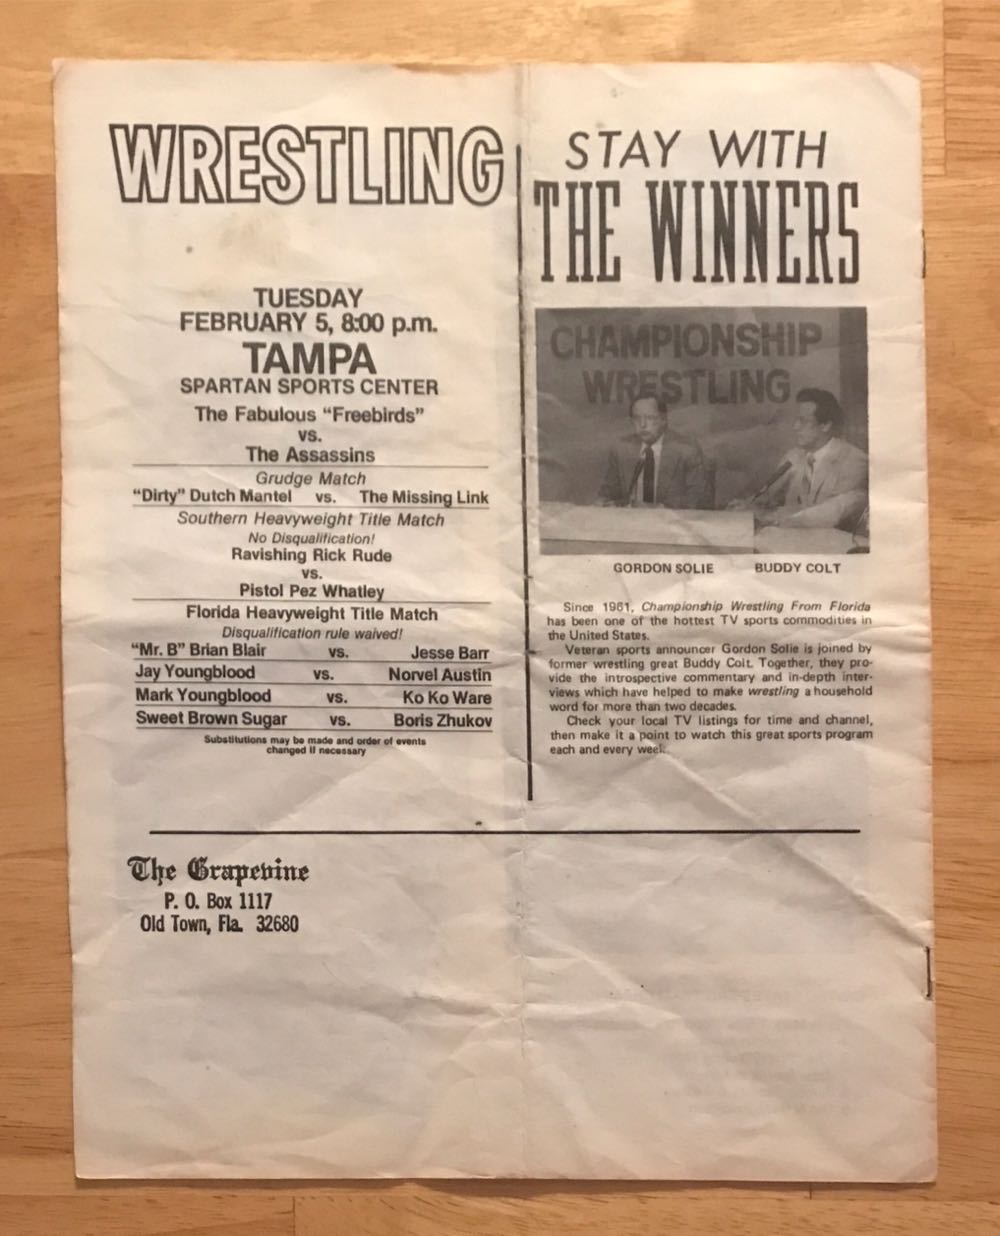 WRESTLING
TUESDAY
FEBRUARY 5, 8:00 p.m.
TAMPA
SPARTAN SPORTS CENTER
The Fabulous “Freebirds”
vs.
The Assassins
Grudge Match
“Dirty” Dutch Mantel vs. The Missing Link
Southern Heavyweight Title Match
No Disqualification!
Ravishing Rick Rude
vs.
Pistol Pez Whatley
Florida Heavyweight Title Match
Disqualification rule waived!
“Mr. B” Brian Blair vs. Jesse Barr
Jay Youngblood vs. Norvel Austin
Mark Youngblood vs. Ko Ko Ware
Sweet Brown Sugar vs. Boris Zhukov
Substitutions may be made and order of events
changed if necessary
STAY WITH
THE WINNERS
CHAMPIONSHIP
WRESTLING
GORDON SOLIE BUDDY COLT
Since 1961, Championship Wrestling From Florida
has been one of the hottest TV sports commodities in
the United States.
Veteran sports announcer Gordon Solie is joined by
former wrestling great Buddy Colt. Together, they pro-
vide the introspective commentary and in-depth inter-
views which have helped to make wrestling a household
word for more than two decades.
Check your local TV listings for time and channel,
then make it a point to watch this great sports program
each and every week.
The Grapevine
P. O. Box 1117
Old Town, Fla. 32680